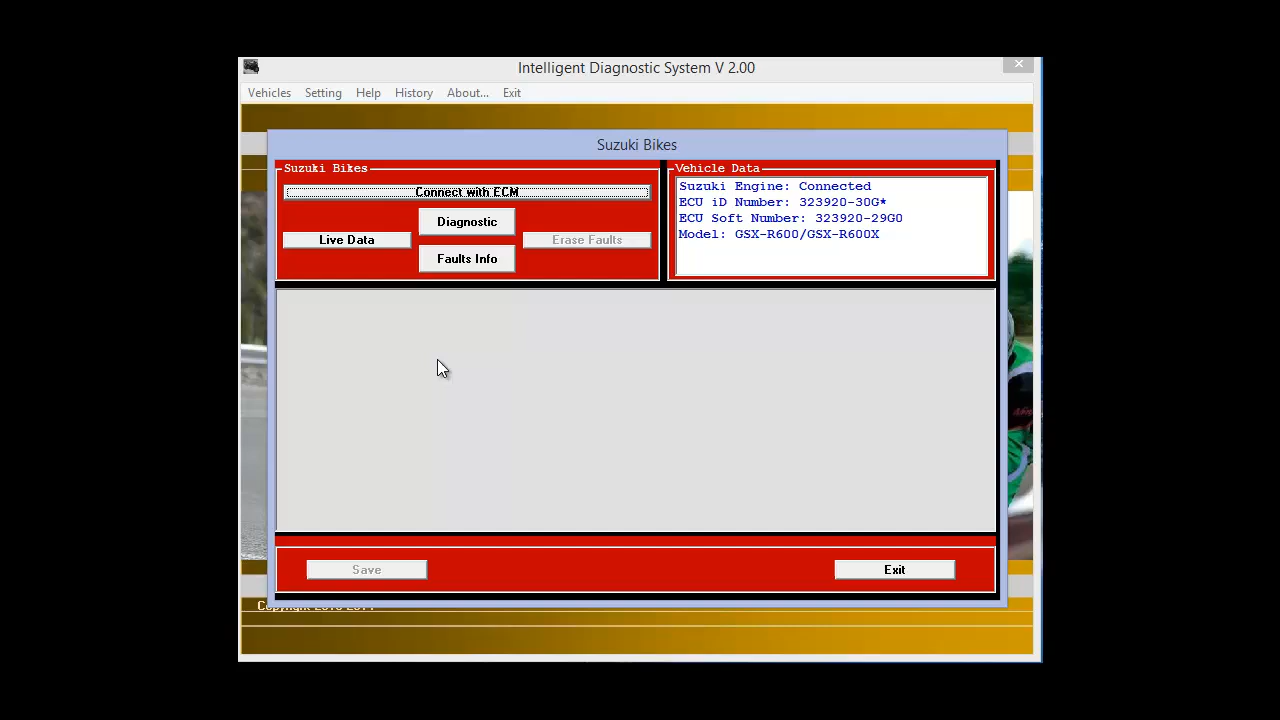 Intelligent Diagnostic System V 2.00
Vehicles Setting Help History About... Exit
Suzuki Bikes
Suzuki Bikes
Connect with ECM
Diagnostic
Live Data
Erase Faults
Faults Info
Vehicle Data
Suzuki Engine: Connected
ECU iD Number: 323920-30G*
ECU Soft Number: 323920-29G0
Model: GSX-R600/GSX-R600X
Save
Exit